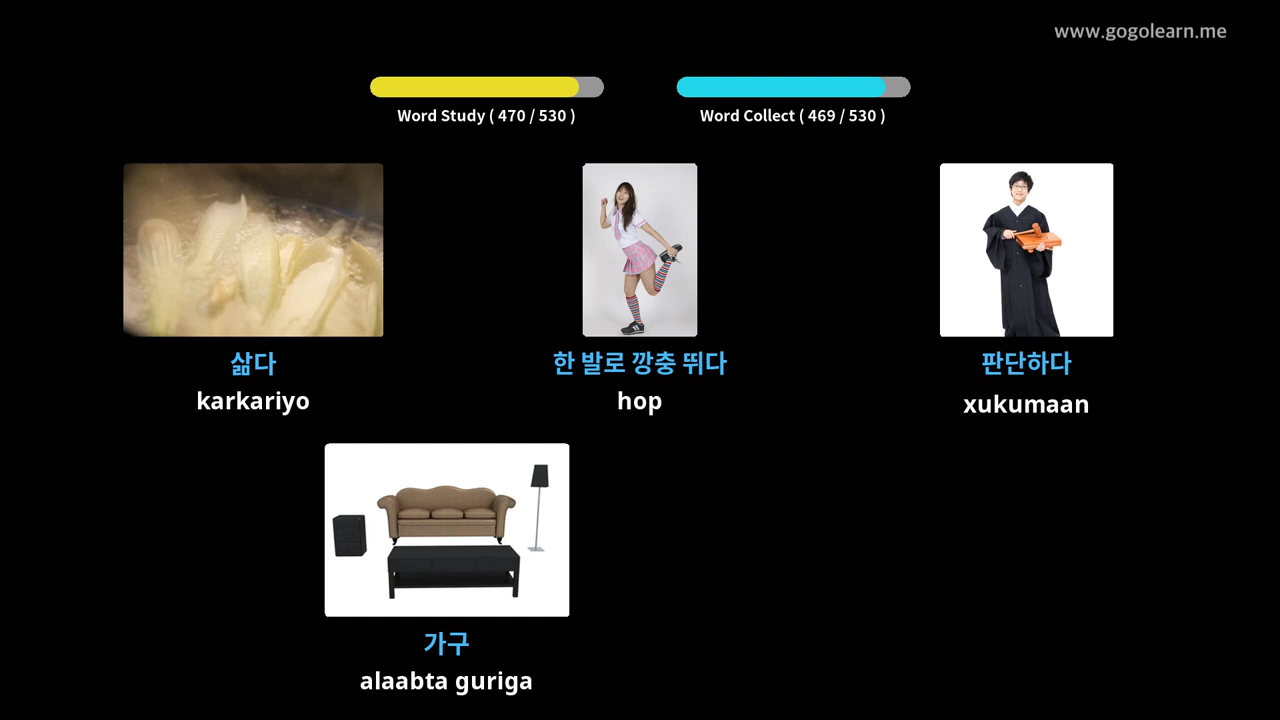 www.gogolearn.me
Word Study ( 470 / 530 )
Word Collect ( 469 / 530 )
삶다
karkariyo
한 발로 깡충 뛰다
hop
판단하다
xukumaan
가구
alaabta guriga